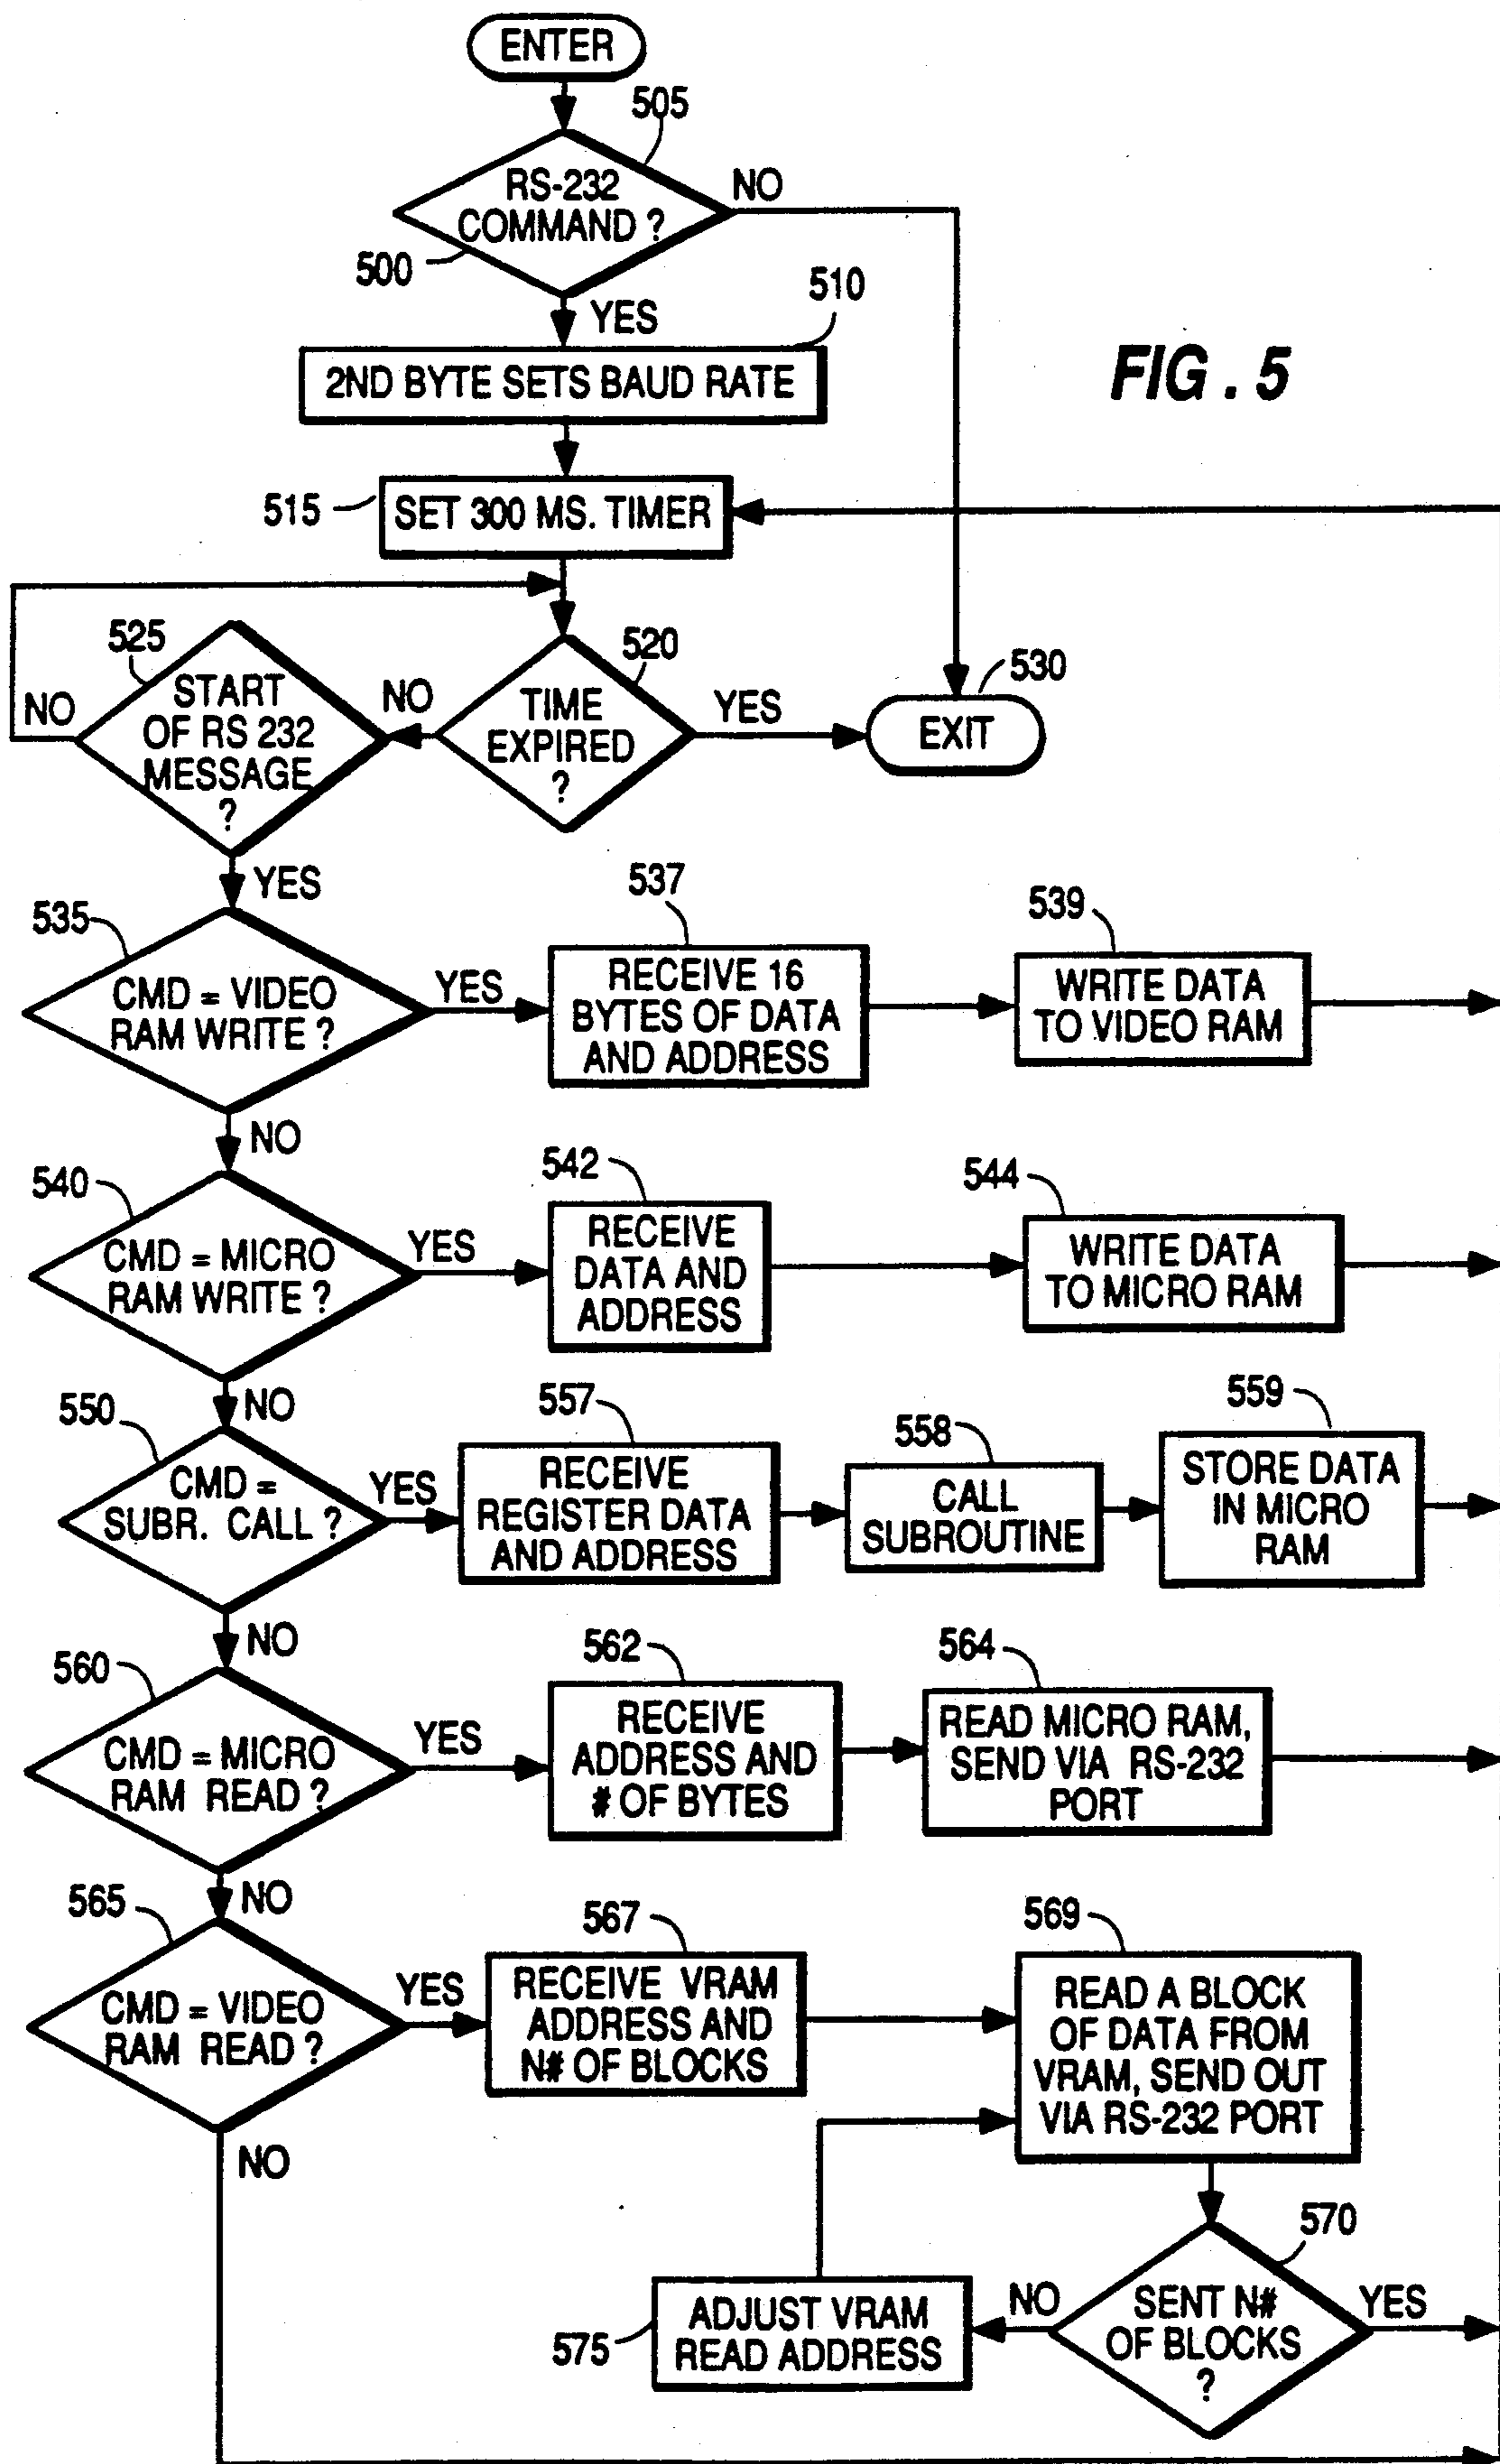 ENTER
505
RS-232
COMMAND ?
NO
500
YES
510
2ND BYTE SETS BAUD RATE
FIG . 5
515
SET 300 MS. TIMER
525
START
OF RS 232
MESSAGE
?
NO
NO
520
TIME
EXPIRED
?
YES
530
EXIT
YES
535
CMD = VIDEO
RAM WRITE ?
YES
537
RECEIVE 16
BYTES OF DATA
AND ADDRESS
539
WRITE DATA
TO VIDEO RAM
NO
540
CMD = MICRO
RAM WRITE ?
YES
542
RECEIVE
DATA AND
ADDRESS
544
WRITE DATA
TO MICRO RAM
NO
550
CMD =
SUBR. CALL ?
YES
557
RECEIVE
REGISTER DATA
AND ADDRESS
558
CALL
SUBROUTINE
559
STORE DATA
IN MICRO
RAM
NO
560
CMD = MICRO
RAM READ ?
YES
562
RECEIVE
ADDRESS AND
# OF BYTES
564
READ MICRO RAM,
SEND VIA RS-232
PORT
NO
565
CMD = VIDEO
RAM READ ?
YES
567
RECEIVE VRAM
ADDRESS AND
N# OF BLOCKS
569
READ A BLOCK
OF DATA FROM
VRAM, SEND OUT
VIA RS-232 PORT
NO
570
SENT N#
OF BLOCKS
?
YES
NO
575
ADJUST VRAM
READ ADDRESS